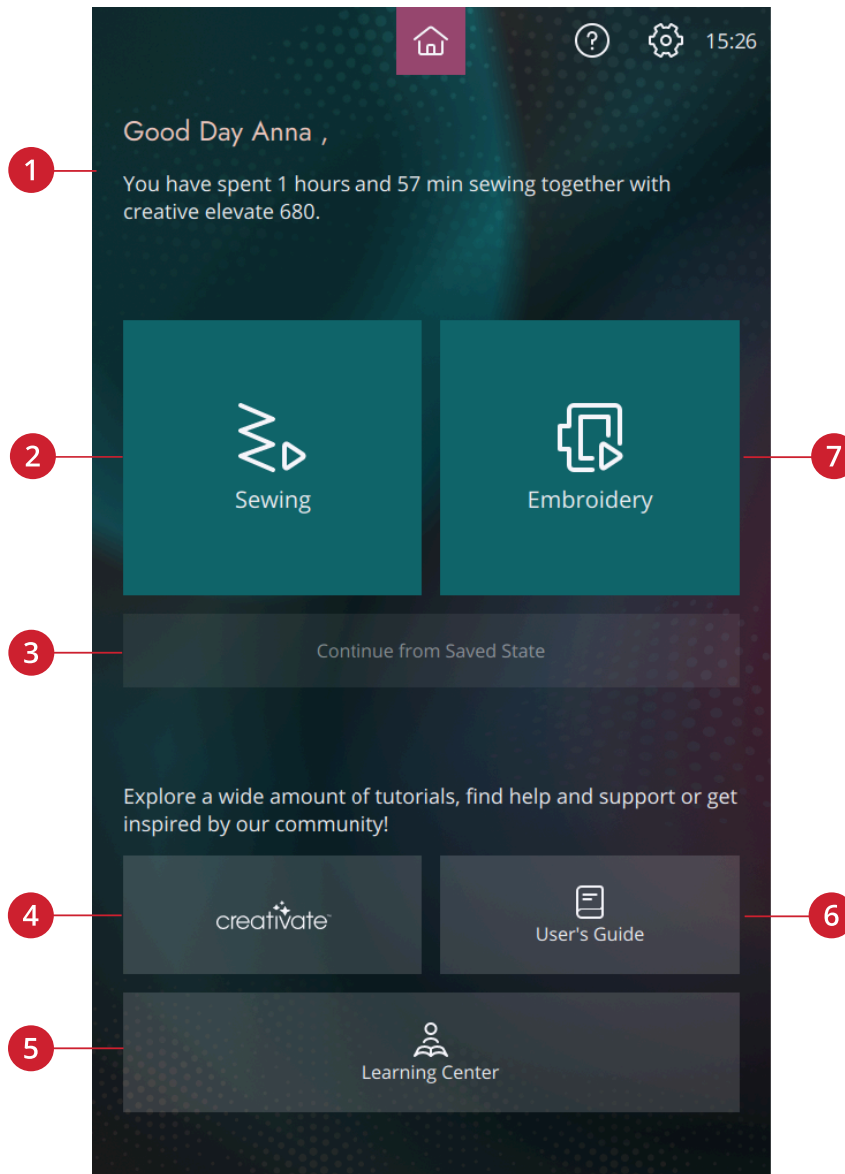 15:26
Good Day Anna ,
1
You have spent 1 hours and 57 min sewing together with
creative elevate 680.
2
Sewing
Embroidery
7
3
Continue from Saved State
Explore a wide amount of tutorials, find help and support or get
inspired by our community!
4
creativate™
User's Guide
6
5
Learning Center